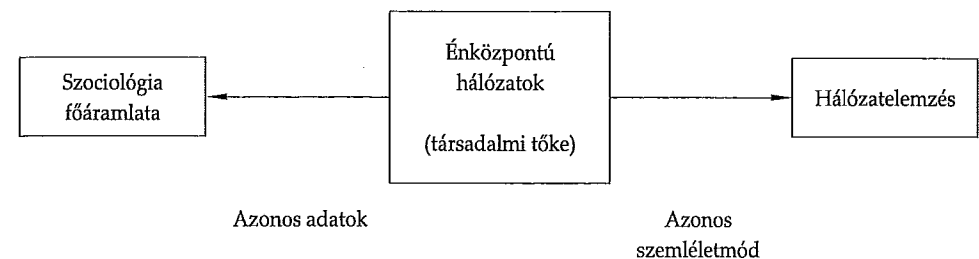 Szociológia
főáramlata
Énközpontú
hálózatok
(társadalmi tőke)
Hálózatelemzés
Azonos adatok
Azonos
szemléletmód